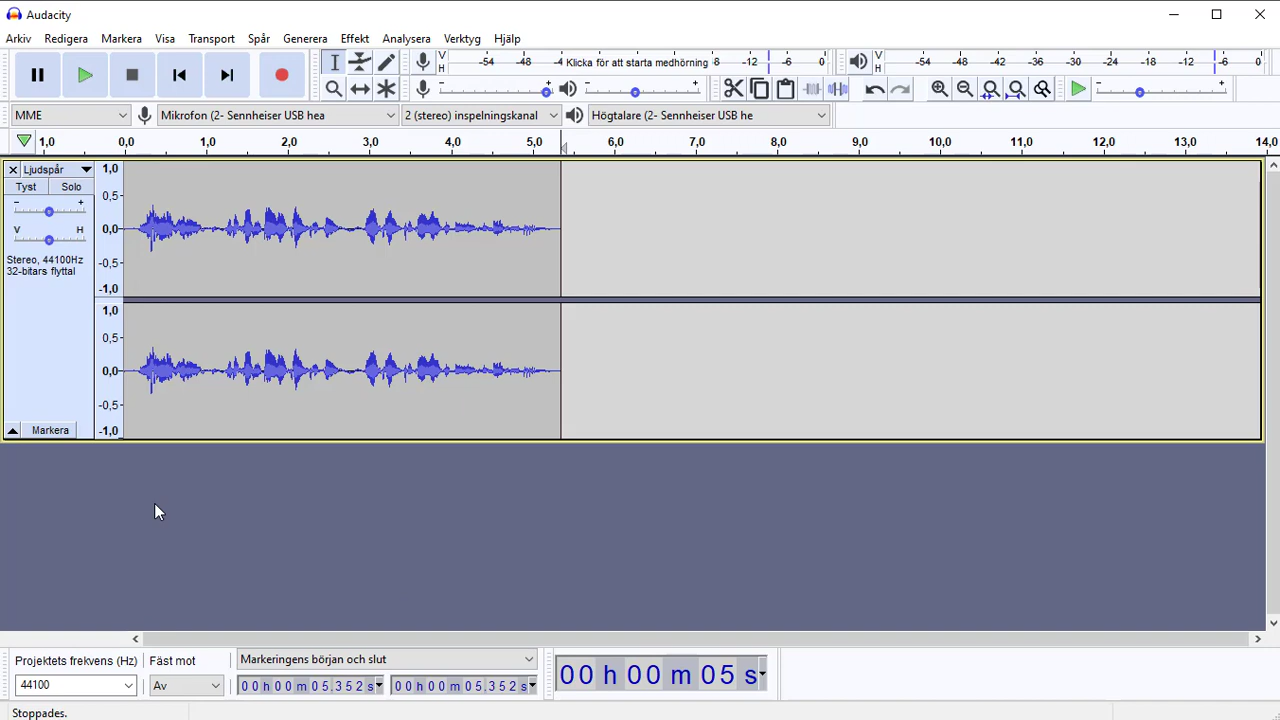 Audacity
Arkiv Redigera Markera Visa Transport Spår Generera Effekt Analysera Verktyg Hjälp
V H -54 -48 -4 Klicka för att starta medhörning 8 -12 -6 0
V H -54 -48 -42 -36 -30 -24 -18 -12 -6 0
MME Mikrofon (2- Sennheiser USB hea 2 (stereo) inspelningskanal Högtalare (2- Sennheiser USB he
1,0 0,0 1,0 2,0 3,0 4,0 5,0 6,0 7,0 8,0 9,0 10,0 11,0 12,0 13,0 14,0
Ljudspår
Tyst Solo
- +
V H
Stereo, 44100Hz
32-bitars flyttal
Markera
1,0
0,5
0,0
-0,5
-1,0
1,0
0,5
0,0
-0,5
-1,0
Projektets frekvens (Hz) Fäst mot Markeringens början och slut
44100 Av 00 h 00 m 05.352 s 00 h 00 m 05.352 s
00 h 00 m 05 s
Stoppades.